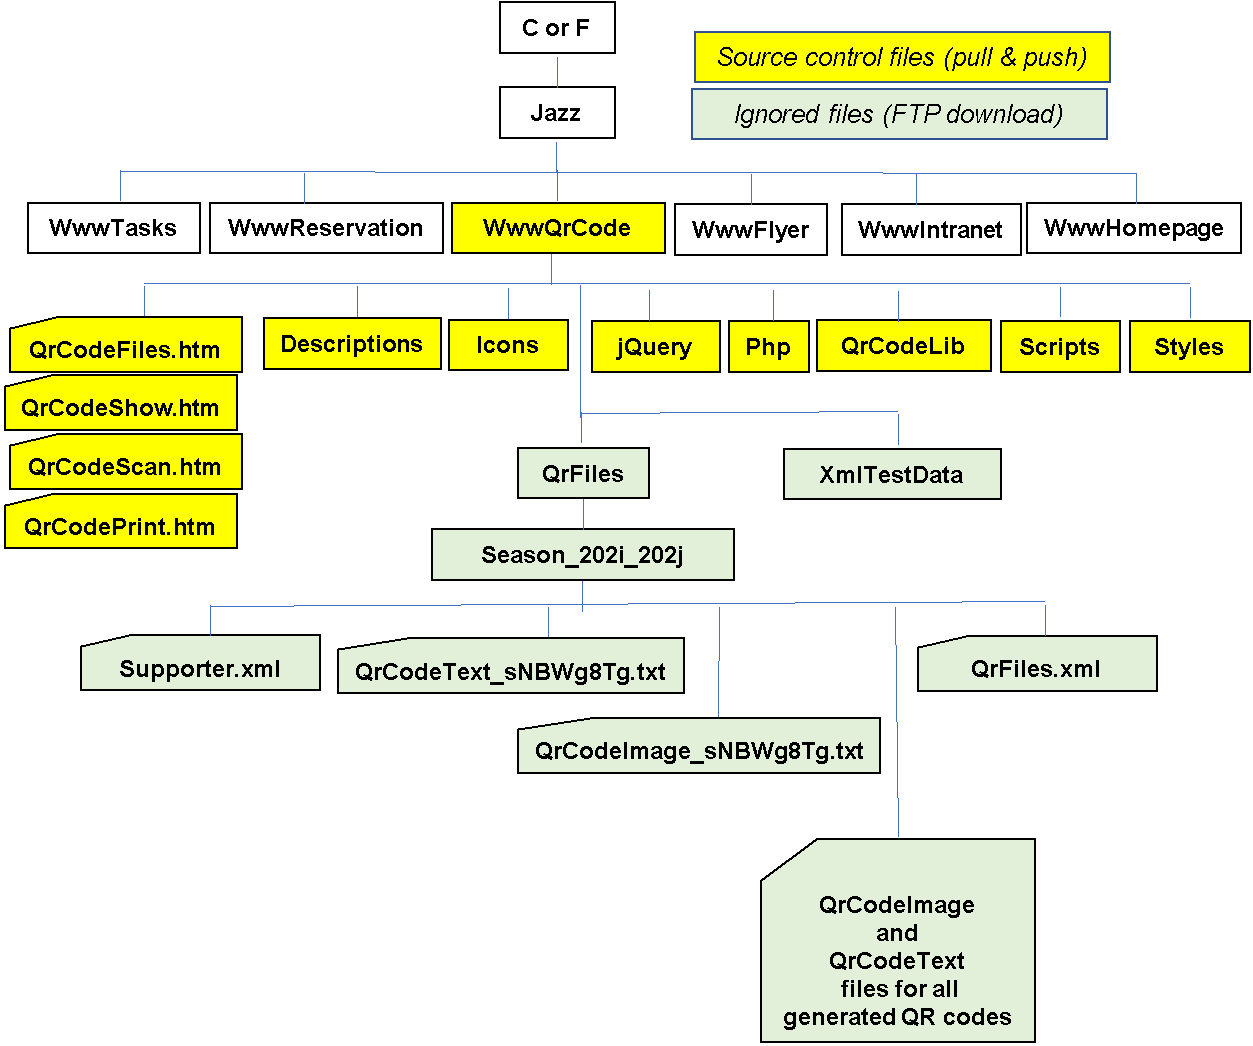 C or F
Source control files (pull & push)
Jazz
Ignored files (FTP download)
WwwTasks
WwwReservation
WwwQrCode
WwwFlyer
WwwIntranet
WwwHomepage
QrCodeFiles.htm
Descriptions
Icons
jQuery
Php
QrCodeLib
Scripts
Styles
QrCodeShow.htm
QrCodeScan.htm
QrCodePrint.htm
QrFiles
XmlTestData
Season_202i_202j
Supporter.xml
QrCodeText_sNBWg8Tg.txt
QrFiles.xml
QrCodeImage_sNBWg8Tg.txt
QrCodeImage
and
QrCodeText
files for all
generated QR codes